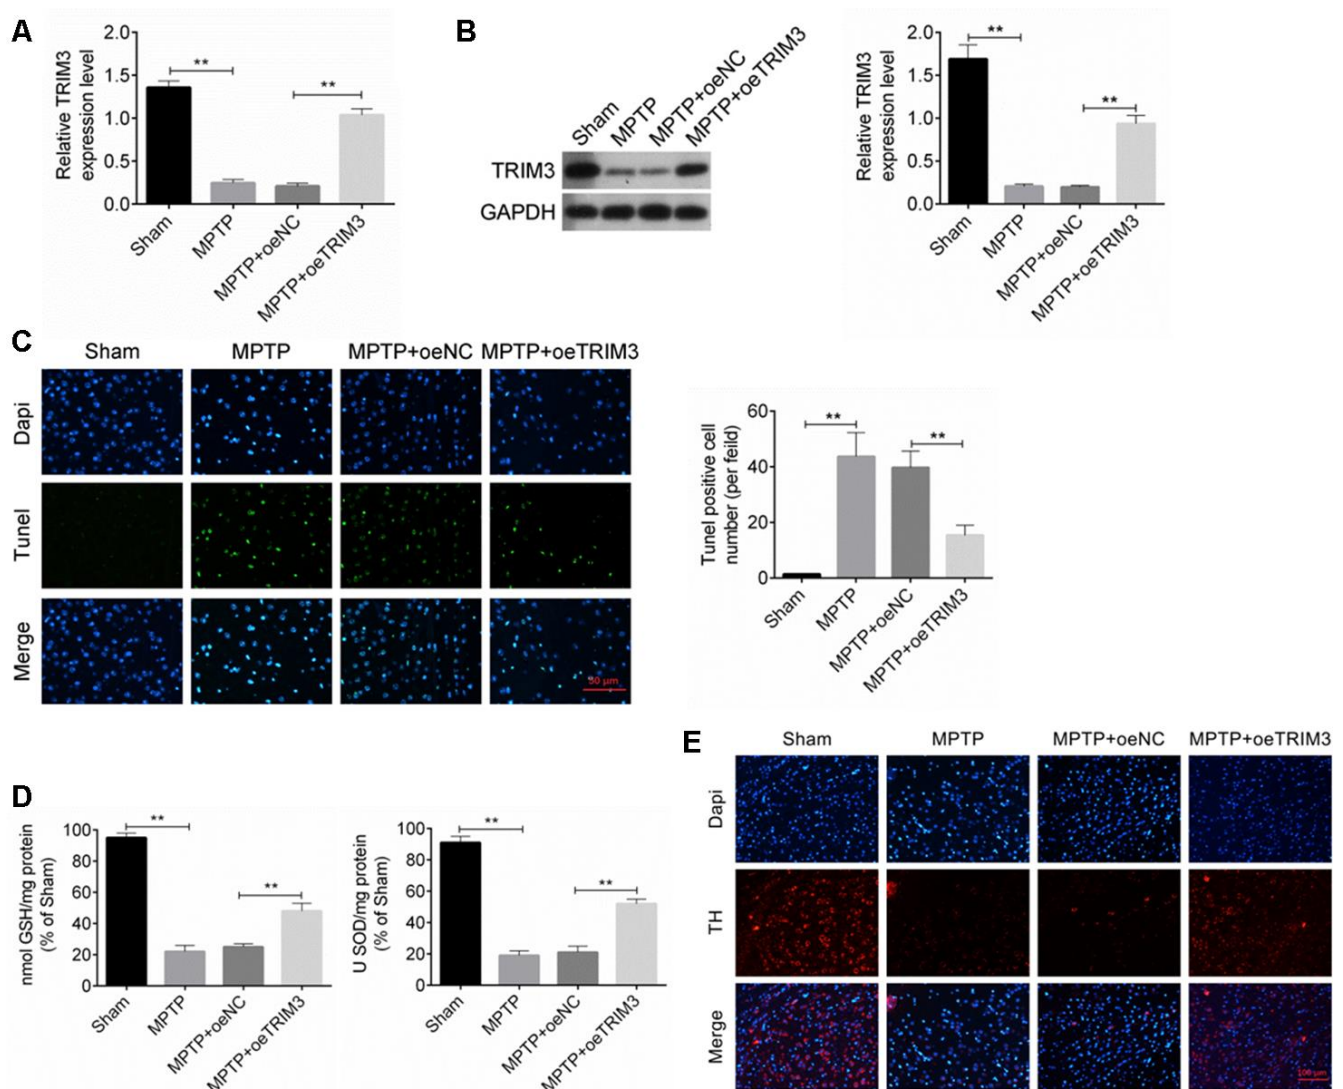 A
Relative TRIM3
expression level
2.0
1.5
1.0
0.5
0.0
**
**
Sham
MPTP
MPTP+oeNC
MPTP+oeTRIM3
B
Sham
MPTP
MPTP+oeNC
MPTP+oeTRIM3
TRIM3
GAPDH
Relative TRIM3
expression level
2.0
1.5
1.0
0.5
0.0
**
**
Sham
MPTP
MPTP+oeNC
MPTP+oeTRIM3
C
Sham MPTP MPTP+oeNC MPTP+oeTRIM3
Dapi
Tunel
Merge
50 µm
Tunel positive cell
number (per feild)
60
40
20
0
**
**
Sham
MPTP
MPTP+oeNC
MPTP+oeTRIM3
D
nmol GSH/mg protein
(% of Sham)
100
80
60
40
20
0
**
**
Sham
MPTP
MPTP+oeNC
MPTP+oeTRIM3
U SOD/mg protein
(% of Sham)
100
80
60
40
20
0
**
**
Sham
MPTP
MPTP+oeNC
MPTP+oeTRIM3
E
Sham MPTP MPTP+oeNC MPTP+oeTRIM3
Dapi
TH
Merge
100 µm